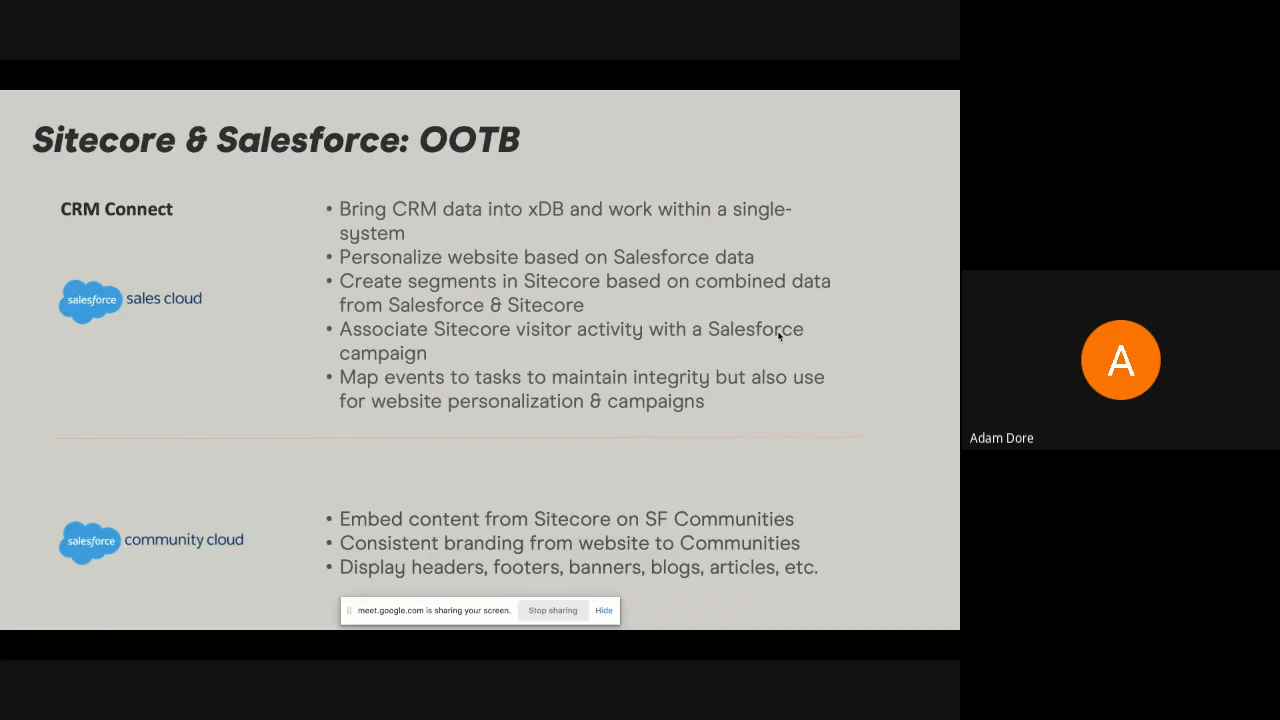 Sitecore & Salesforce: OOTB
CRM Connect
salesforce sales cloud
• Bring CRM data into xDB and work within a single-
system
• Personalize website based on Salesforce data
• Create segments in Sitecore based on combined data
from Salesforce & Sitecore
• Associate Sitecore visitor activity with a Salesforce
campaign
• Map events to tasks to maintain integrity but also use
for website personalization & campaigns
salesforce community cloud
• Embed content from Sitecore on SF Communities
• Consistent branding from website to Communities
• Display headers, footers, banners, blogs, articles, etc.
meet.google.com is sharing your screen. Stop sharing Hide
A
Adam Dore